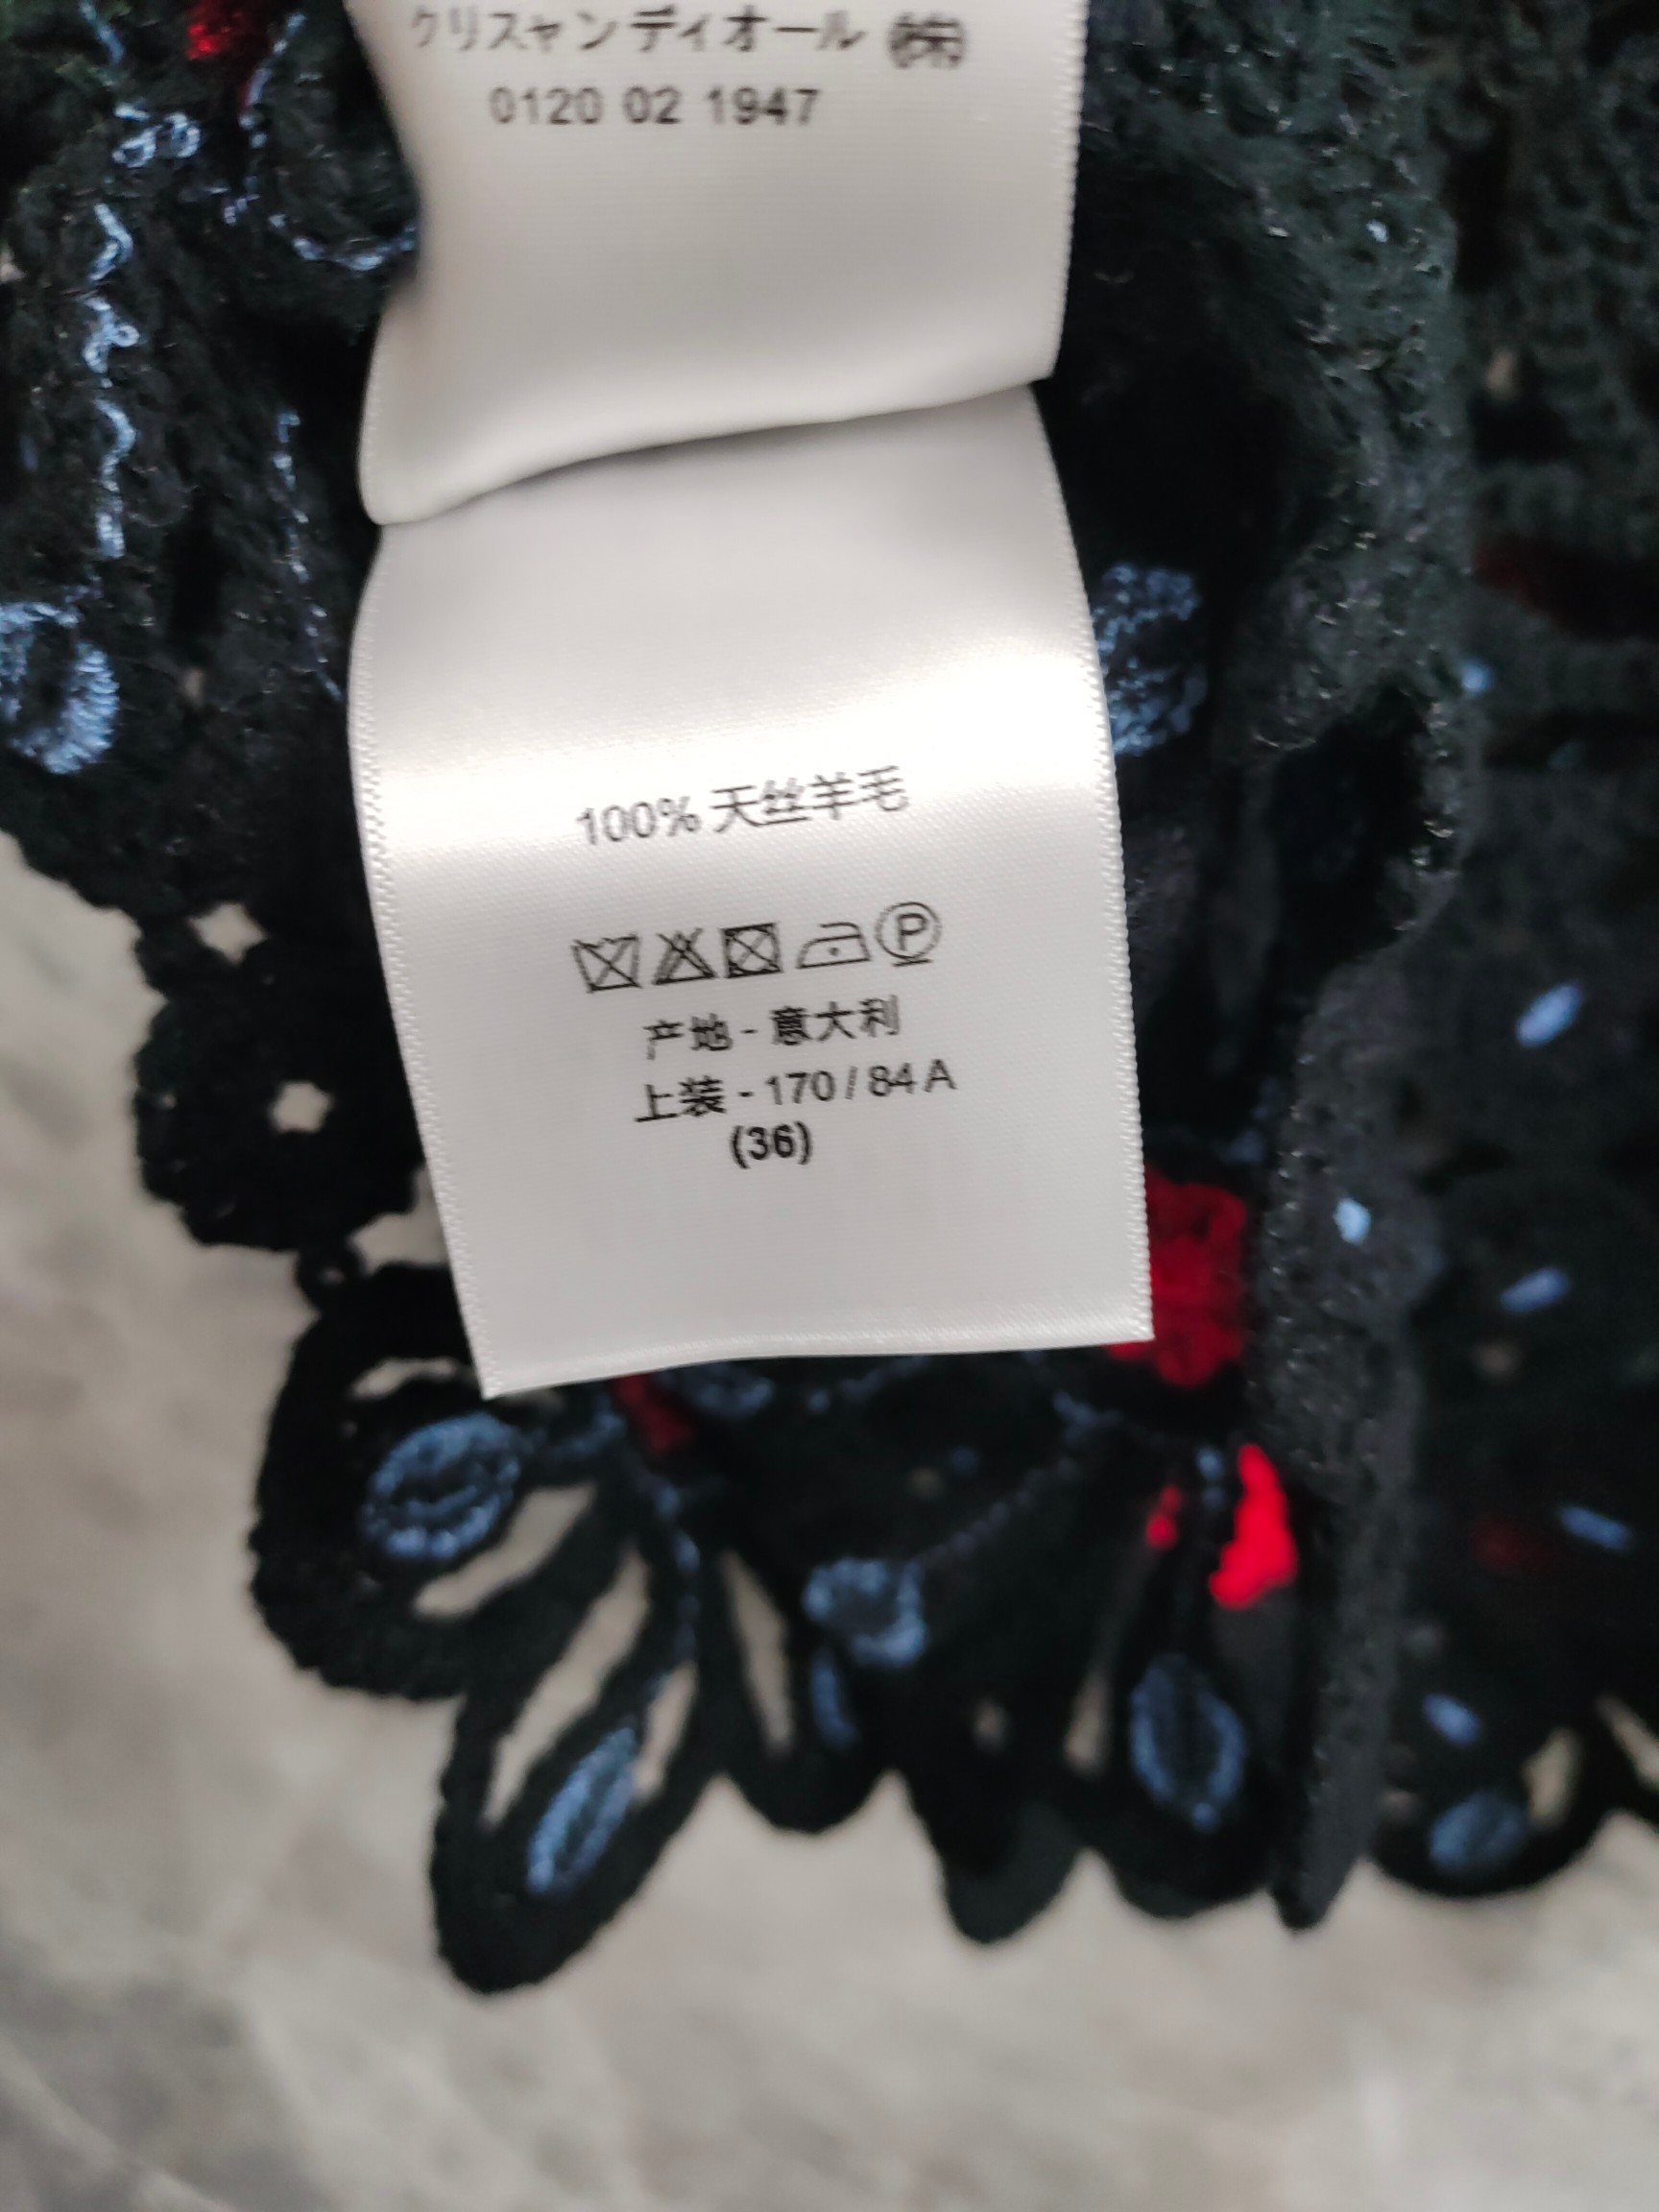 クリスャンディオール ㈱
0120 02 1947
100% 天丝羊毛
P
产地 - 意大利
上装 - 170 / 84 A
(36)